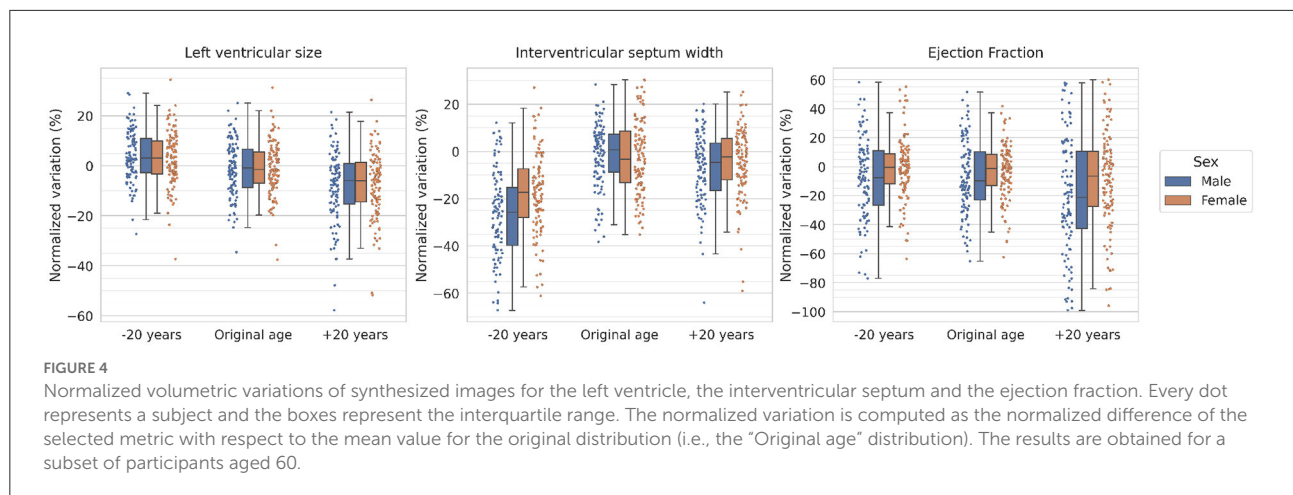 Left ventricular size
Interventricular septum width
Ejection Fraction
Normalized variation (%)
20
0
−20
−40
−60
-20 years
Original age
+20 years
Normalized variation (%)
20
0
−20
−40
−60
-20 years
Original age
+20 years
Normalized variation (%)
60
40
20
0
−20
−40
−60
−80
−100
-20 years
Original age
+20 years
Sex
Male
Female
FIGURE 4
Normalized volumetric variations of synthesized images for the left ventricle, the interventricular septum and the ejection fraction. Every dot
represents a subject and the boxes represent the interquartile range. The normalized variation is computed as the normalized difference of the
selected metric with respect to the mean value for the original distribution (i.e., the “Original age” distribution). The results are obtained for a
subset of participants aged 60.